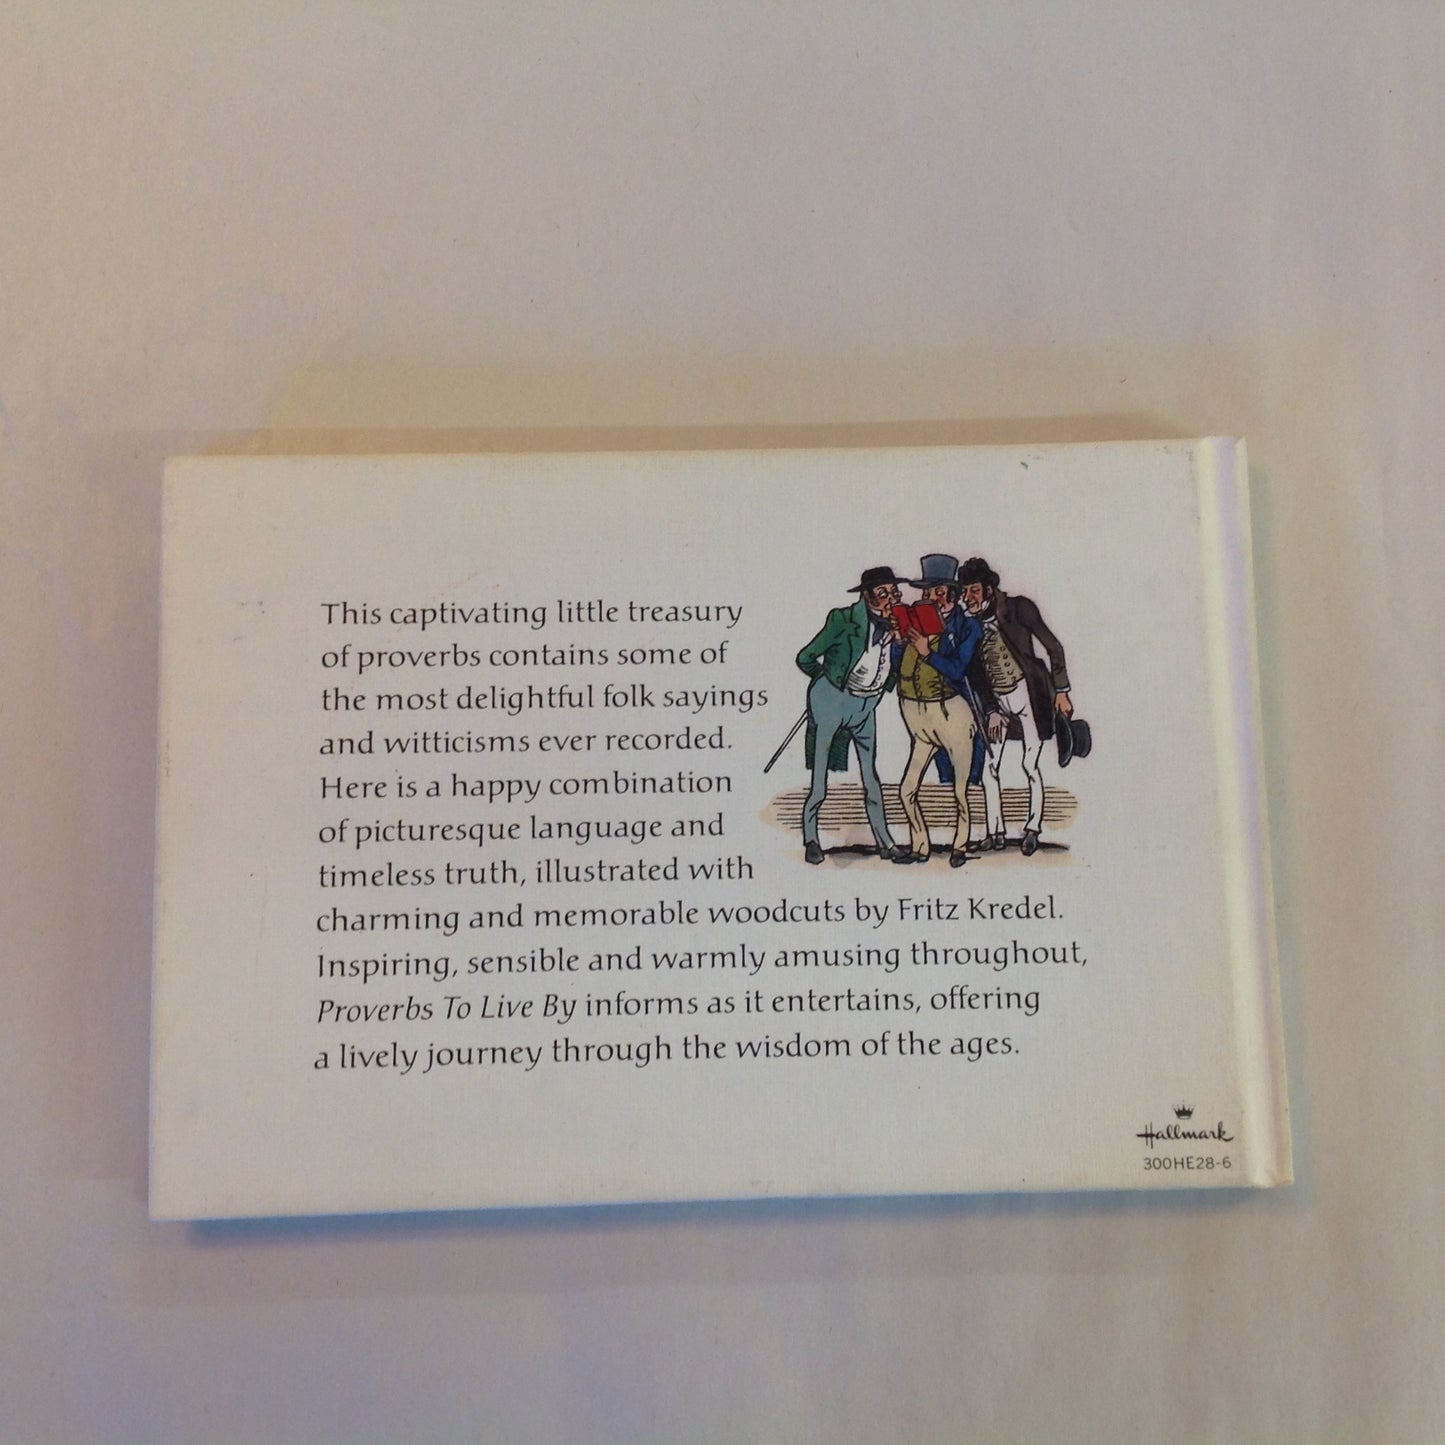 This captivating little treasury
of proverbs contains some of
the most delightful folk sayings
and witticisms ever recorded.
Here is a happy combination
of picturesque language and
timeless truth, illustrated with
charming and memorable woodcuts by Fritz Kredel.
Inspiring, sensible and warmly amusing throughout,
Proverbs To Live By informs as it entertains, offering
a lively journey through the wisdom of the ages.
Hallmark
300HE28-6